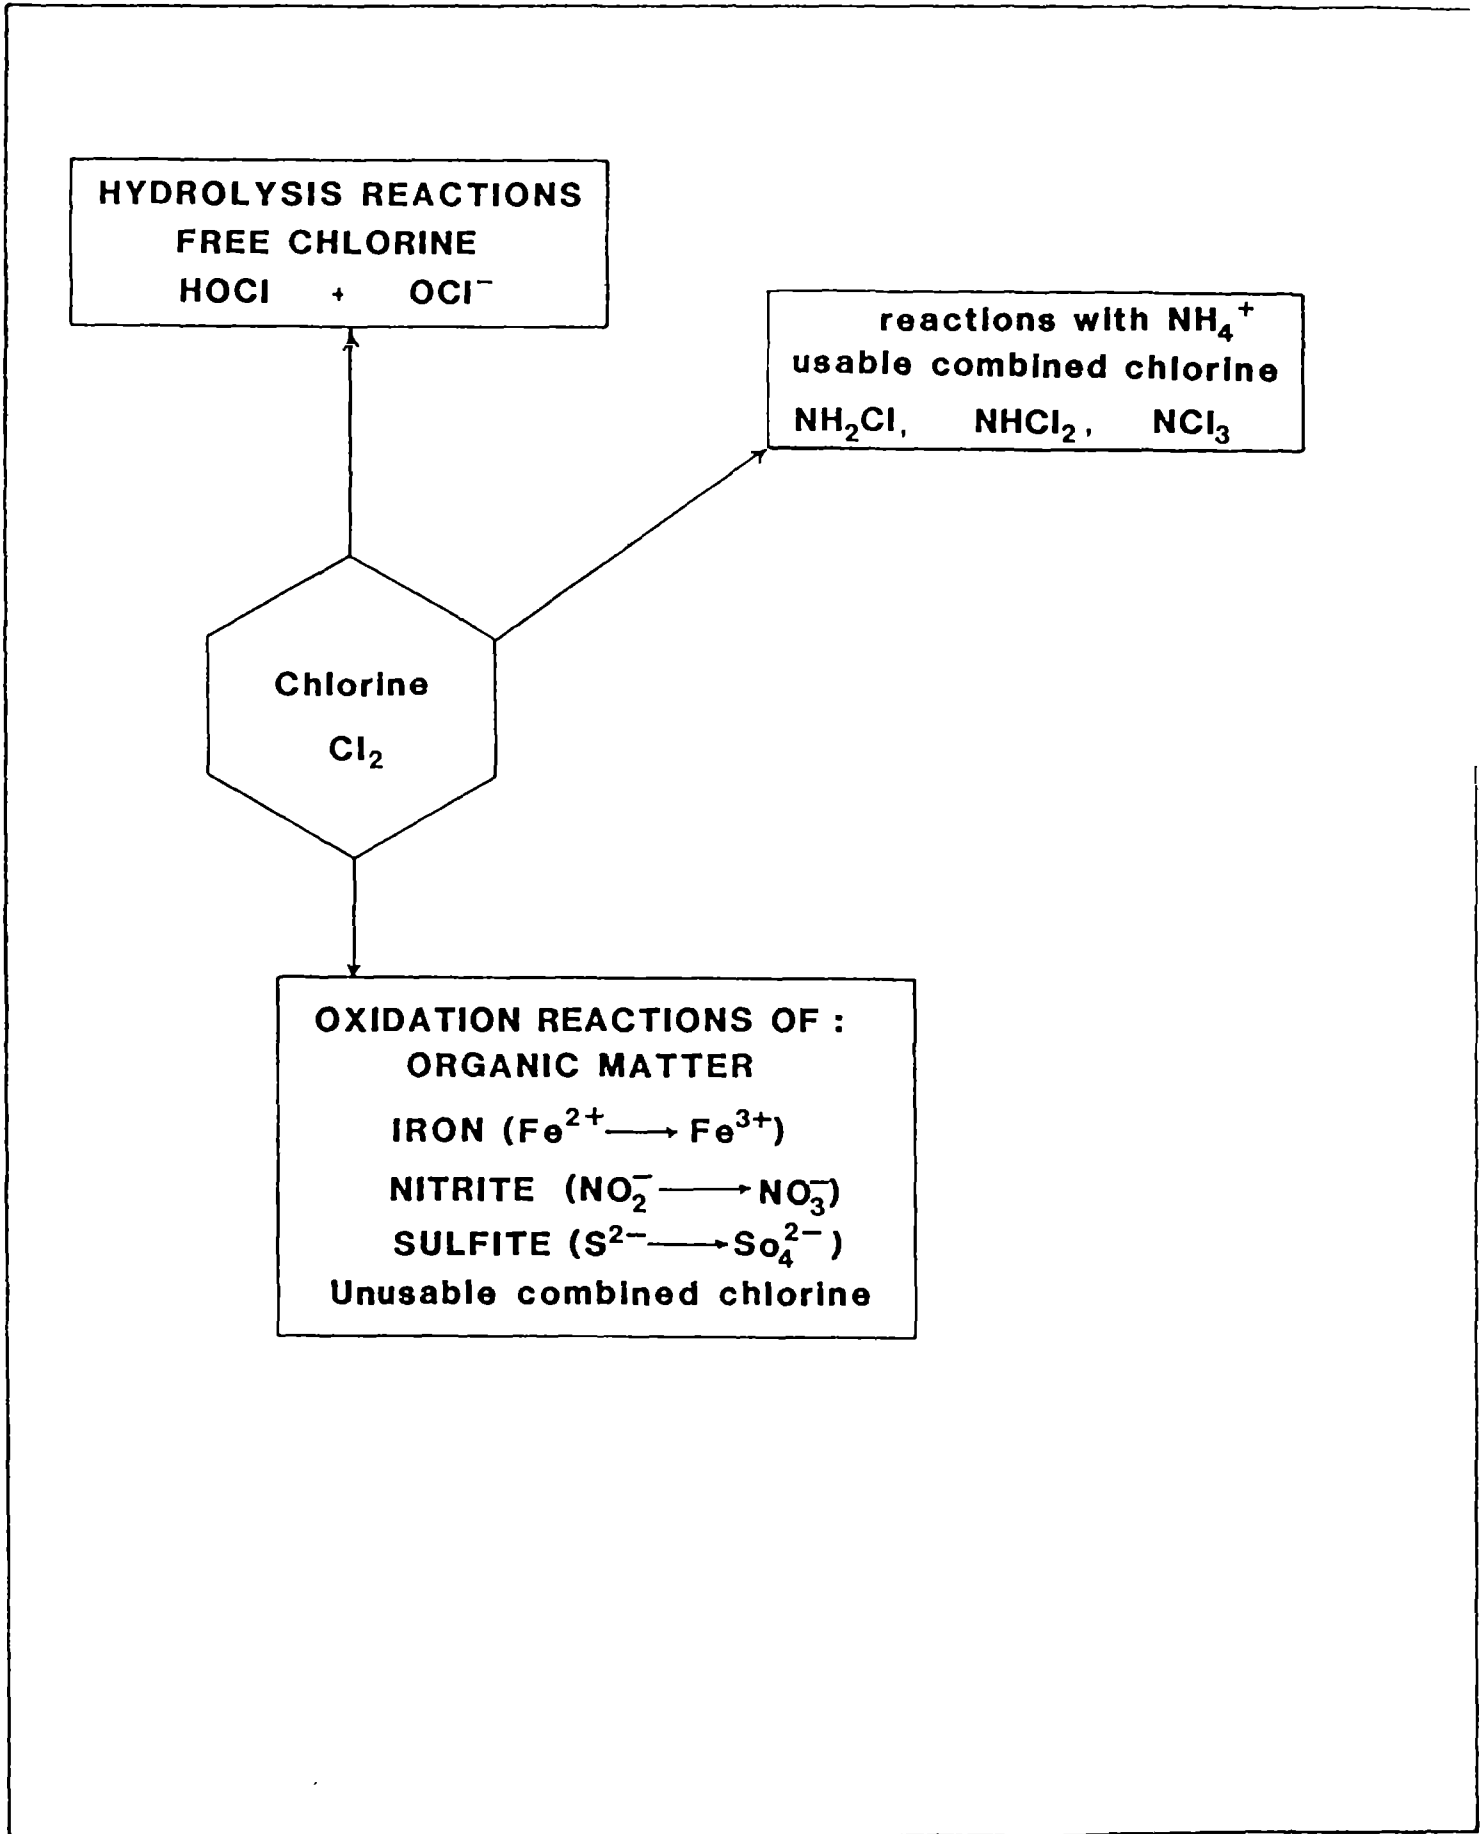 HYDROLYSIS REACTIONS
FREE CHLORINE
HOCl + OCl⁻
reactions with NH₄⁺
usable combined chlorine
NH₂Cl, NHCl₂, NCl₃
Chlorine
Cl₂
OXIDATION REACTIONS OF :
ORGANIC MATTER
IRON (Fe²⁺ → Fe³⁺)
NITRITE (NO₂⁻ → NO₃⁻)
SULFITE (S²⁻ → So₄²⁻)
Unusable combined chlorine